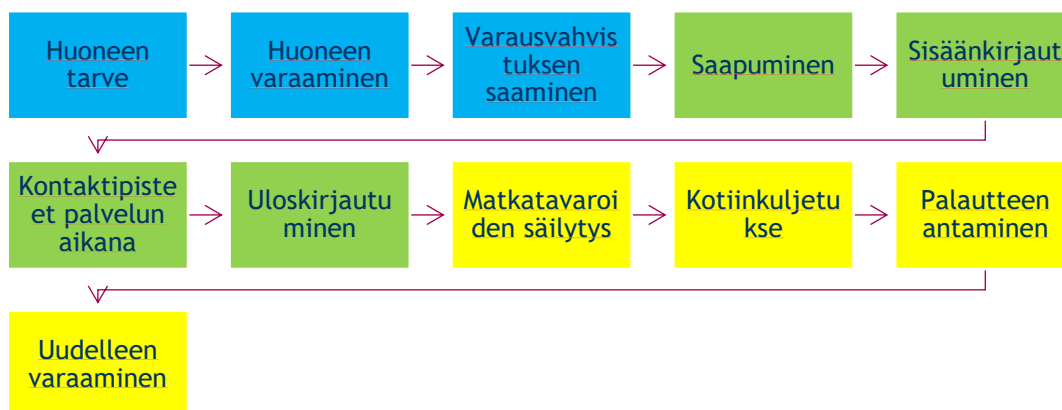 Huoneen
tarve
Huoneen
varaaminen
Varausvahvis
tuksen
saaminen
Saapuminen
Sisäänkirjaut
uminen
Kontaktipiste
et palvelun
aikana
Uloskirjautu
minen
Matkatavaroi
den säilytys
Kotiinkuljetu
kse
Palautteen
antaminen
Uudelleen
varaaminen